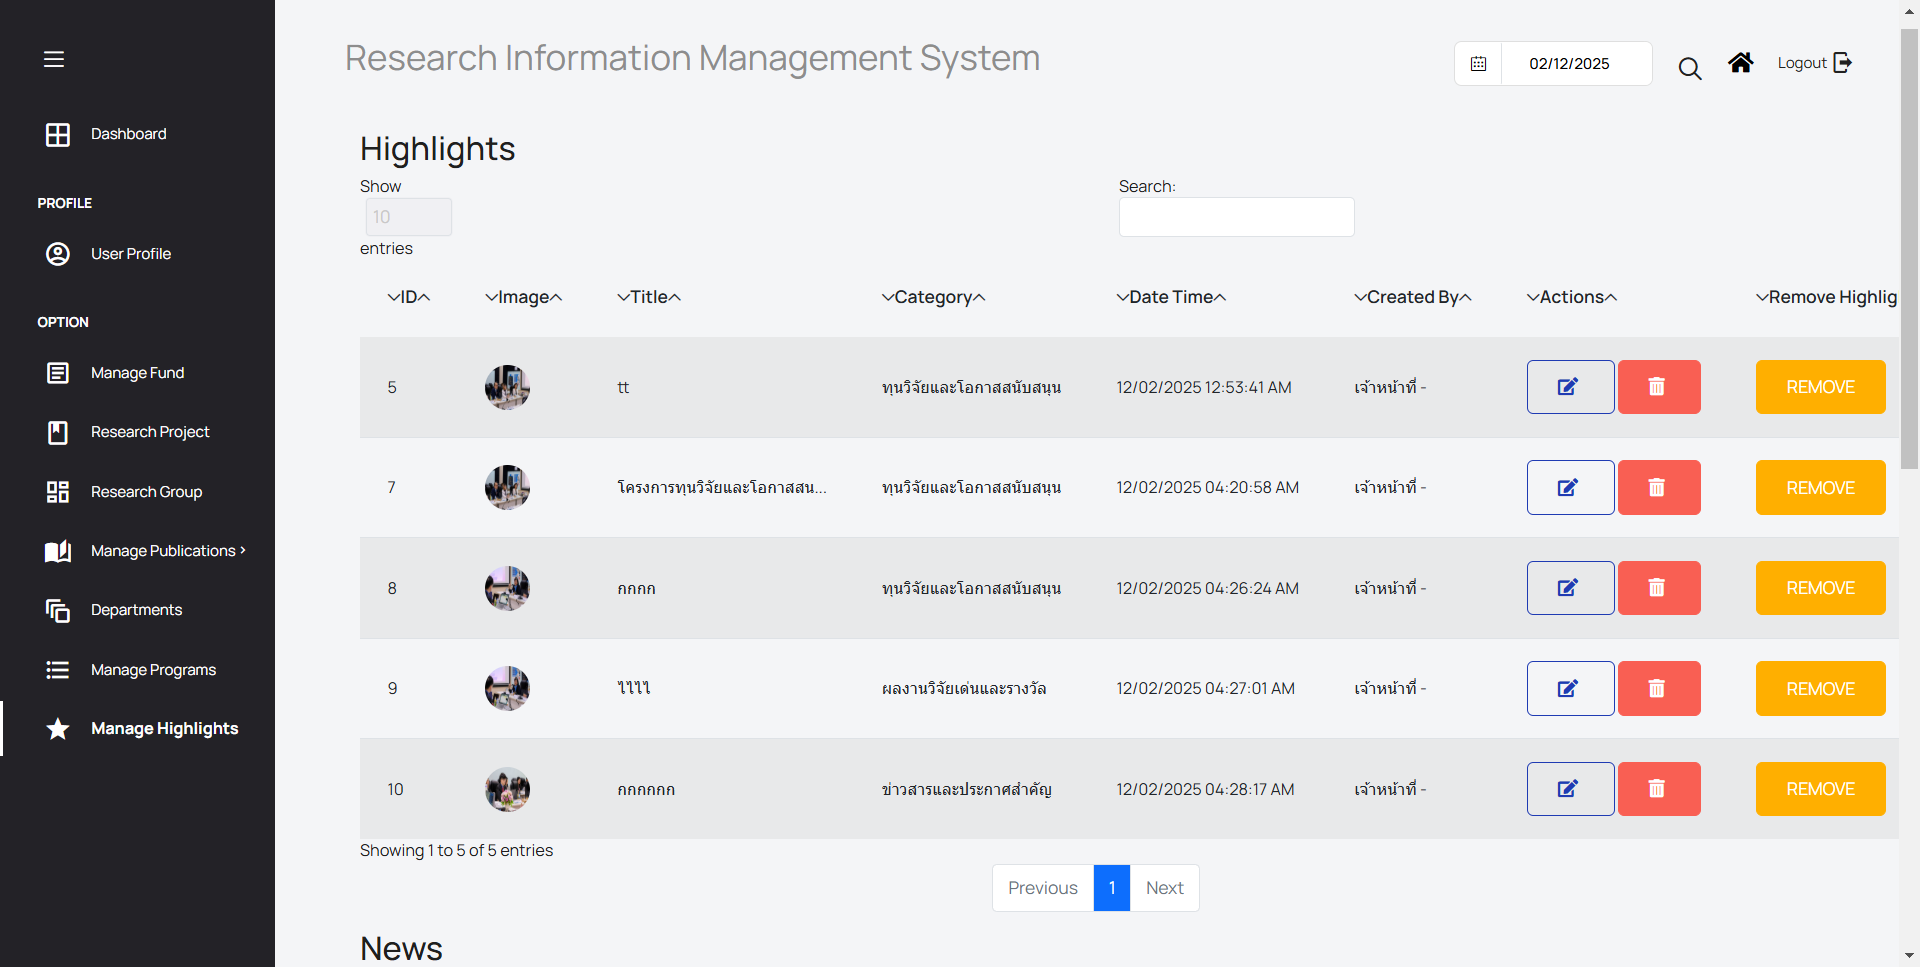 Research Information Management System
02/12/2025
Logout
Dashboard
PROFILE
User Profile
OPTION
Manage Fund
Research Project
Research Group
Manage Publications
Departments
Manage Programs
Manage Highlights
Highlights
Show
10
entries
Search:
ID Image Title Category Date Time Created By Actions Remove Highlig
5 tt ทุนวิจัยและโอกาสสนับสนุน 12/02/2025 12:53:41 AM เจ้าหน้าที่ - REMOVE
7 โครงการทุนวิจัยและโอกาสสน... ทุนวิจัยและโอกาสสนับสนุน 12/02/2025 04:20:58 AM เจ้าหน้าที่ - REMOVE
8 กกกก ทุนวิจัยและโอกาสสนับสนุน 12/02/2025 04:26:24 AM เจ้าหน้าที่ - REMOVE
9 ไไไไ ผลงานวิจัยเด่นและรางวัล 12/02/2025 04:27:01 AM เจ้าหน้าที่ - REMOVE
10 กกกกกก ข่าวสารและประกาศสำคัญ 12/02/2025 04:28:17 AM เจ้าหน้าที่ - REMOVE
Showing 1 to 5 of 5 entries
Previous 1 Next
News